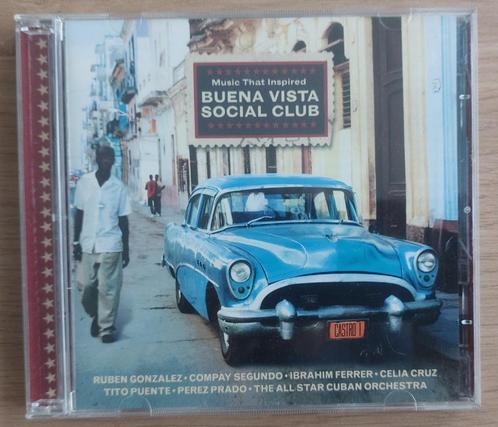 Music That Inspired
BUENA VISTA
SOCIAL CLUB
CASTRO 1
RUBEN GONZALEZ • COMPAY SEGUNDO • IBRAHIM FERRER • CELIA CRUZ
TITO PUENTE • PEREZ PRADO • THE ALL STAR CUBAN ORCHESTRA